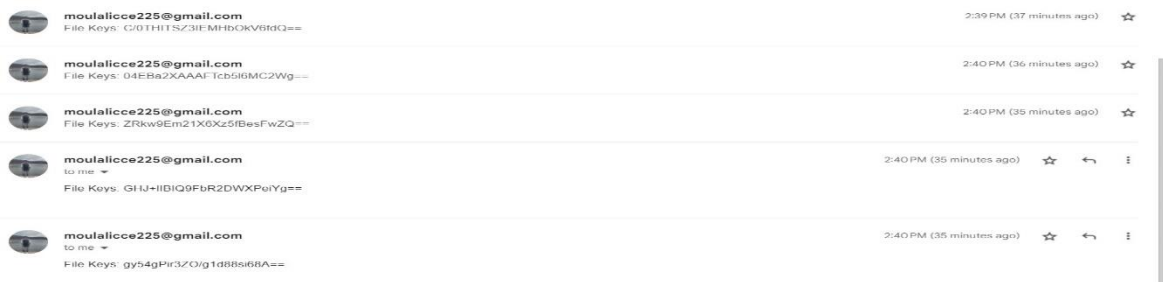 moulalicce225@gmail.com 2:39 PM (37 minutes ago)
File Keys: C/0THITSZ3IEMHbOkV6fdQ==
moulalicce225@gmail.com 2:40 PM (36 minutes ago)
File Keys: 04EBa2XAAAFTcb5I6MC2Wg==
moulalicce225@gmail.com 2:40 PM (35 minutes ago)
File Keys: ZRkw9Em21X6Xz5fBesFwZQ==
moulalicce225@gmail.com 2:40 PM (35 minutes ago)
to me
File Keys: GHJ+IIBIQ9FbR2DWXPeiYg==
moulalicce225@gmail.com 2:40 PM (35 minutes ago)
to me
File Keys: gy54gPir3ZO/g1d88si68A==